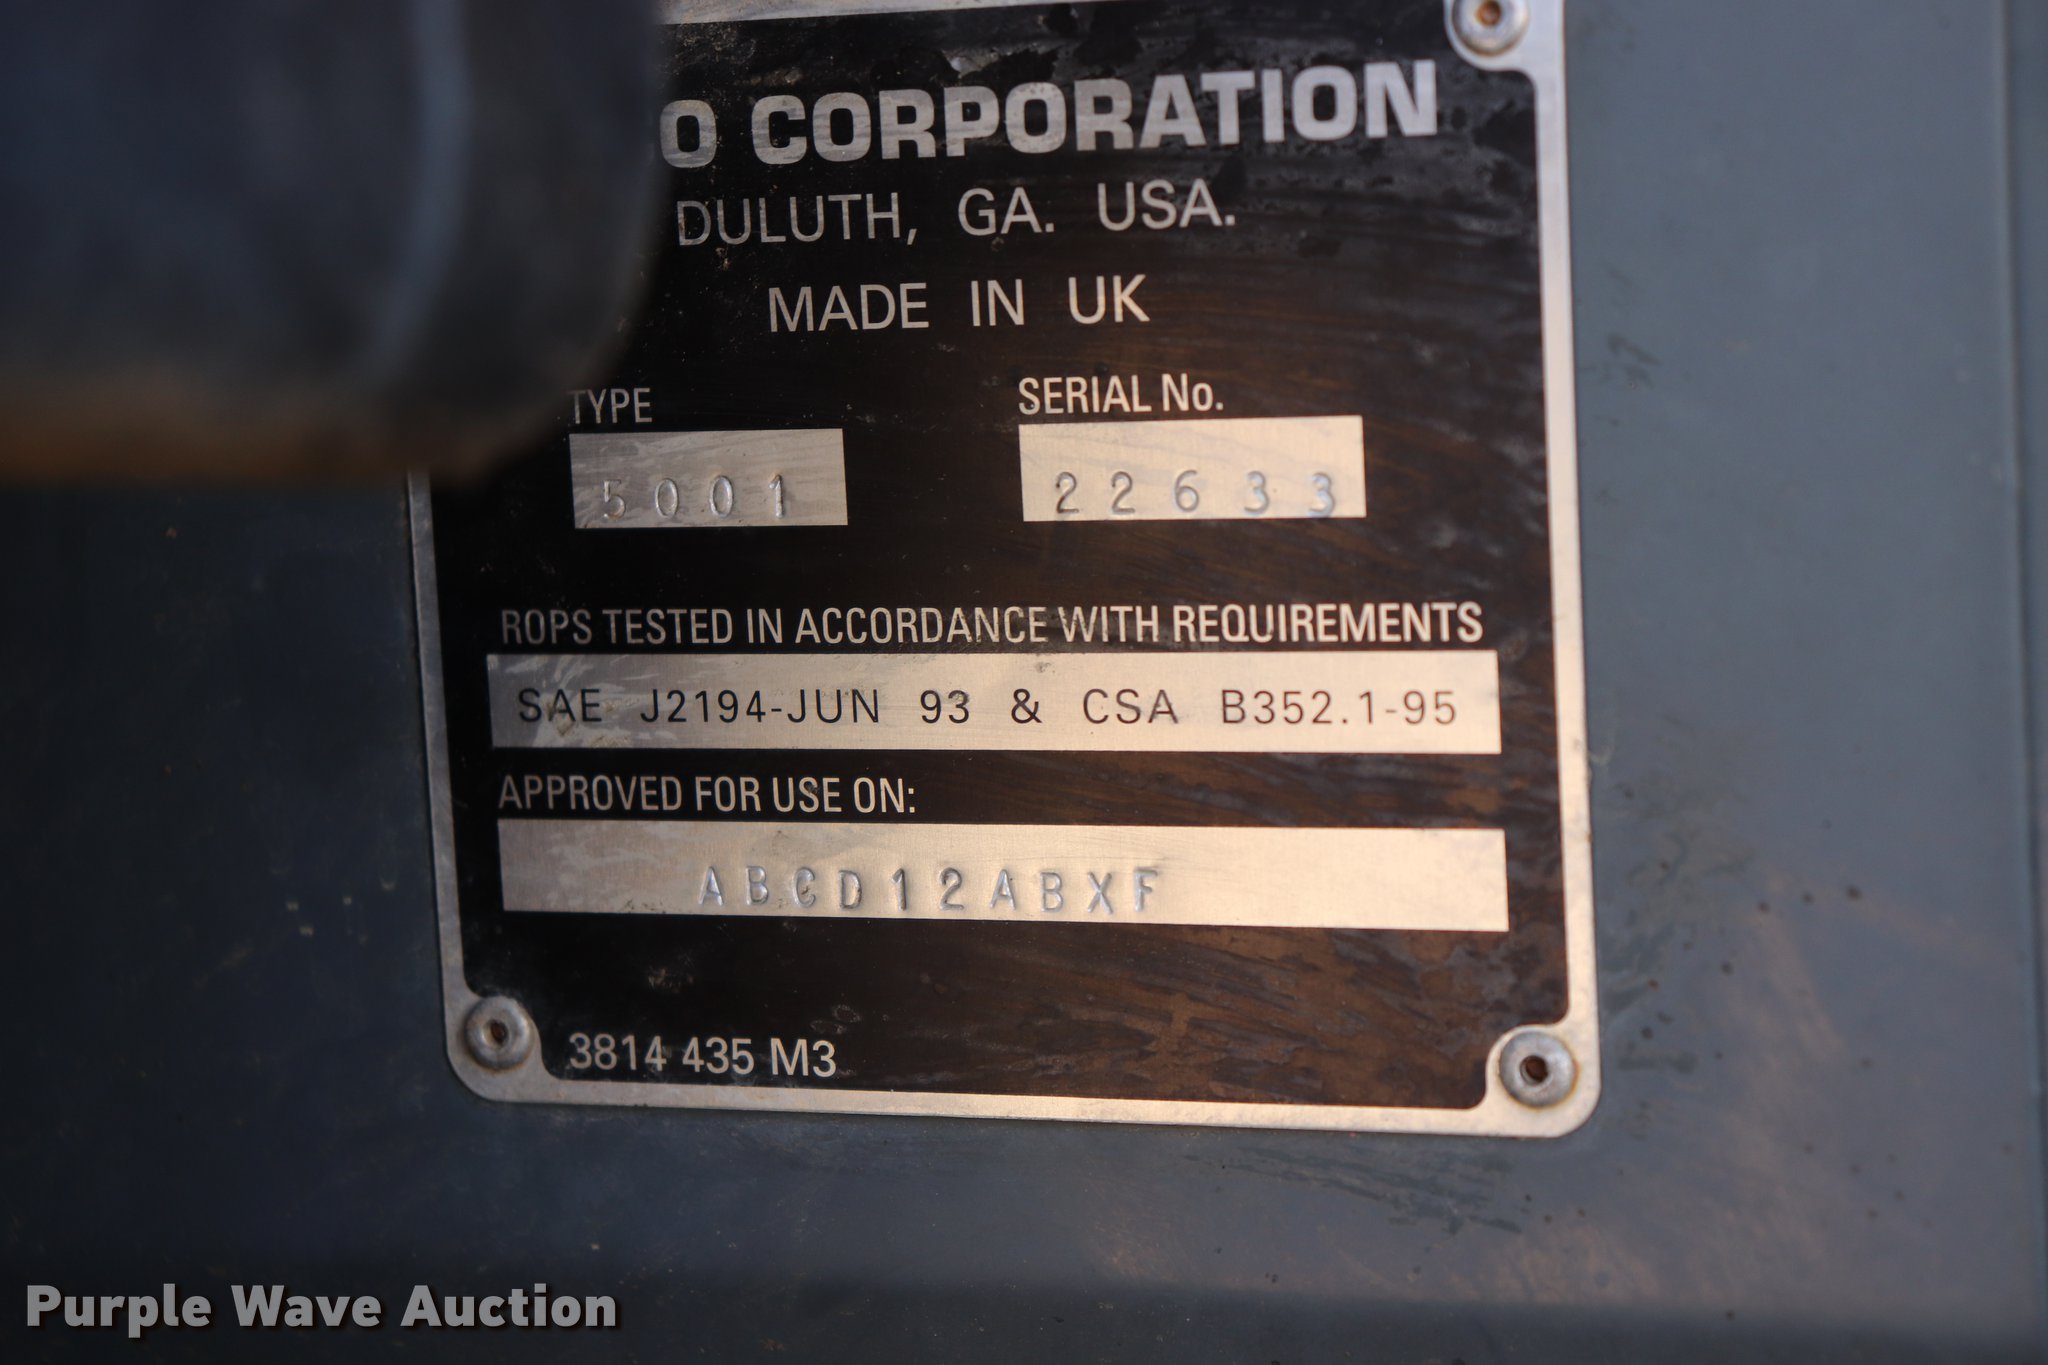 O CORPORATION
DULUTH, GA. USA.
MADE IN UK
TYPE SERIAL No.
5001 22633
ROPS TESTED IN ACCORDANCE WITH REQUIREMENTS
SAE J2194-JUN 93 & CSA B352.1-95
APPROVED FOR USE ON:
ABCD12ABXF
3814 435 M3
Purple Wave Auction